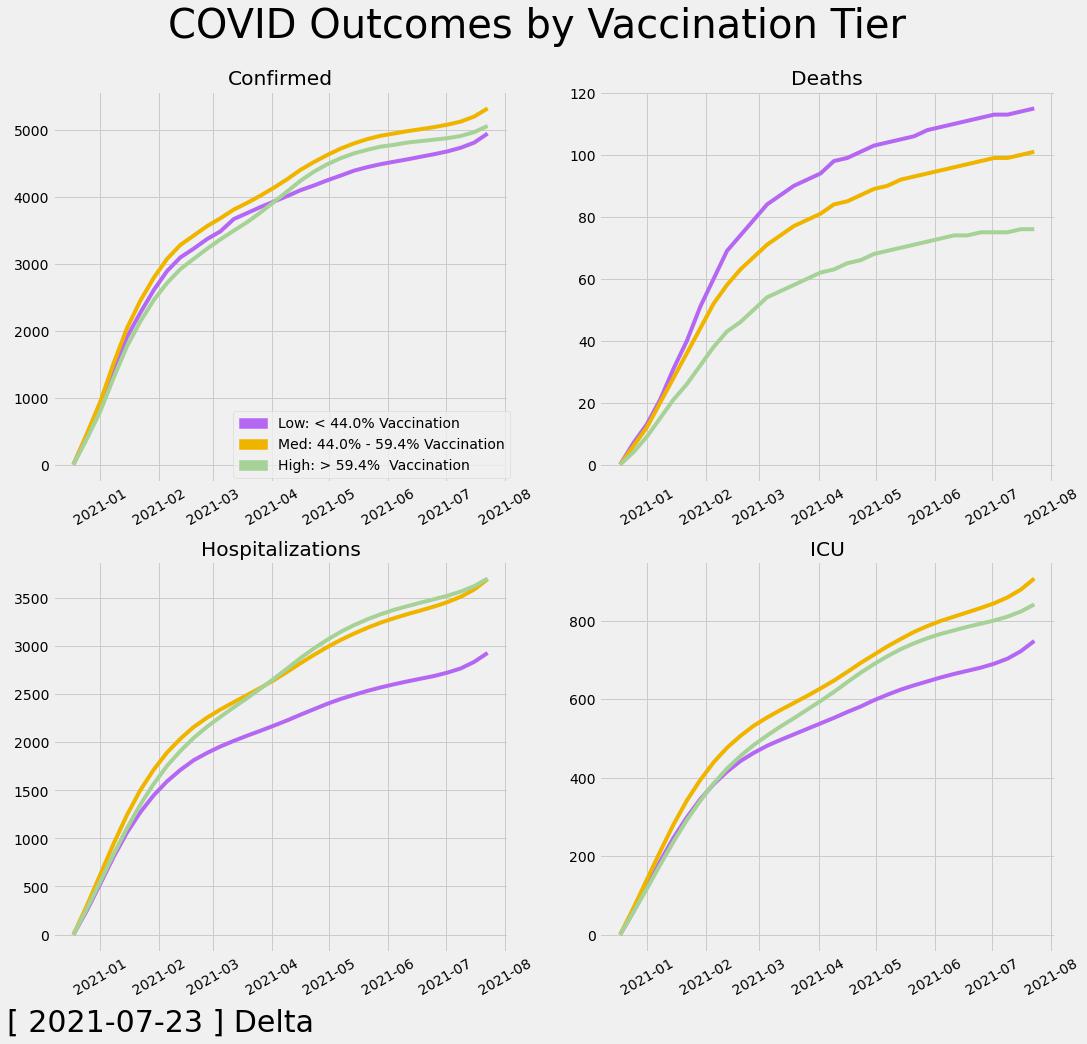 COVID Outcomes by Vaccination Tier
Confirmed
5000
4000
3000
2000
1000
0
Low: < 44.0% Vaccination
Med: 44.0% - 59.4% Vaccination
High: > 59.4%  Vaccination
2021-01 2021-02 2021-03 2021-04 2021-05 2021-06 2021-07 2021-08
Deaths
120
100
80
60
40
20
0
2021-01 2021-02 2021-03 2021-04 2021-05 2021-06 2021-07 2021-08
Hospitalizations
3500
3000
2500
2000
1500
1000
500
0
2021-01 2021-02 2021-03 2021-04 2021-05 2021-06 2021-07 2021-08
ICU
800
600
400
200
0
2021-01 2021-02 2021-03 2021-04 2021-05 2021-06 2021-07 2021-08
[ 2021-07-23 ] Delta